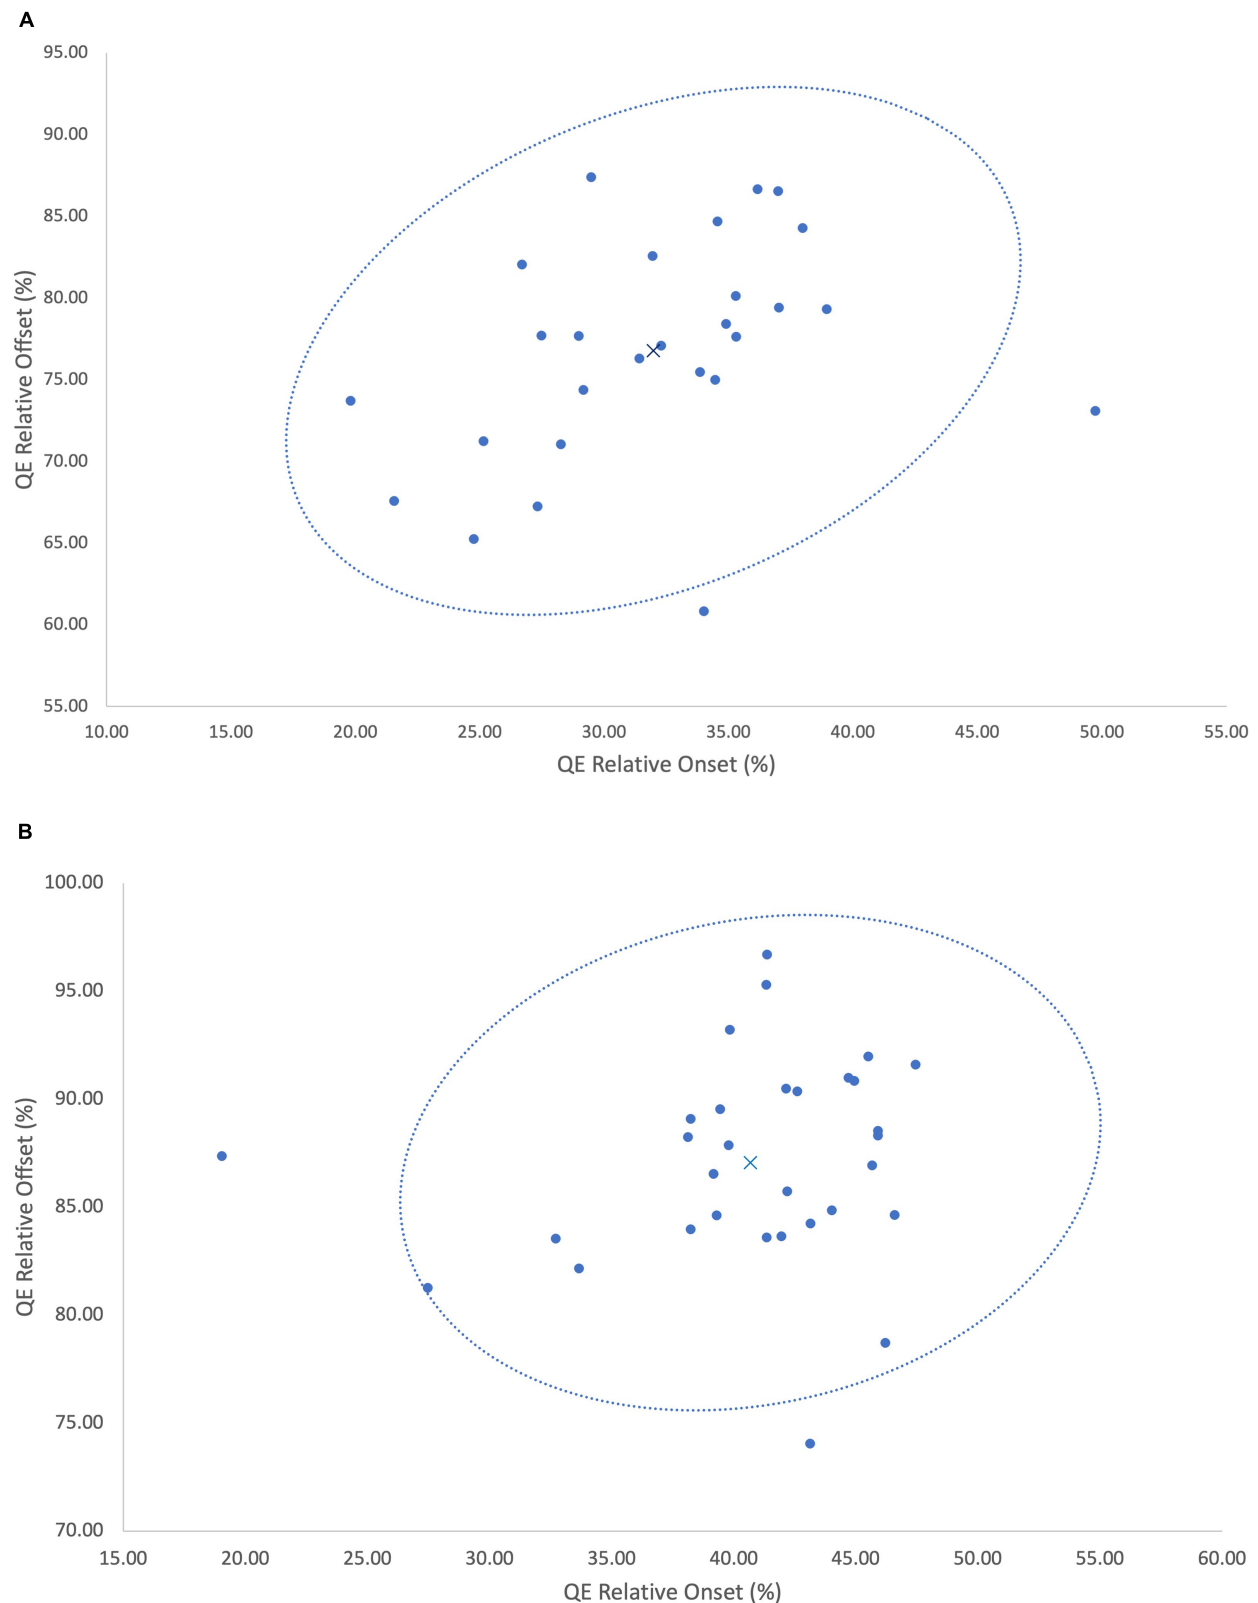 A
95.00
90.00
85.00
80.00
75.00
70.00
65.00
60.00
55.00
QE Relative Offset (%)
10.00 15.00 20.00 25.00 30.00 35.00 40.00 45.00 50.00 55.00
QE Relative Onset (%)
B
100.00
95.00
90.00
85.00
80.00
75.00
70.00
QE Relative Offset (%)
15.00 20.00 25.00 30.00 35.00 40.00 45.00 50.00 55.00 60.00
QE Relative Onset (%)